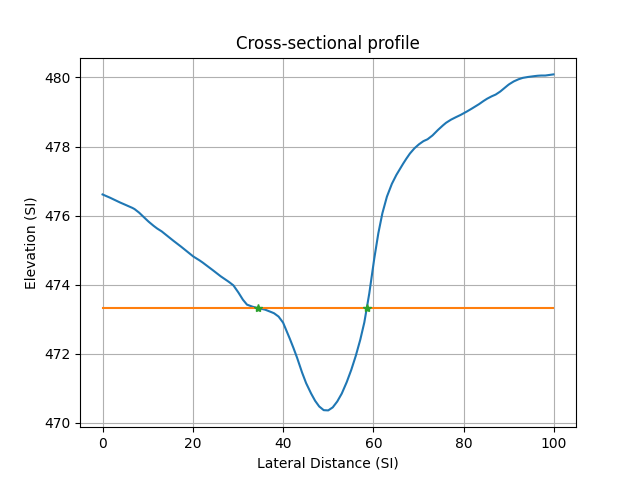 Cross-sectional profile
480
478
476
474
472
470
Elevation (SI)
0 20 40 60 80 100
Lateral Distance (SI)